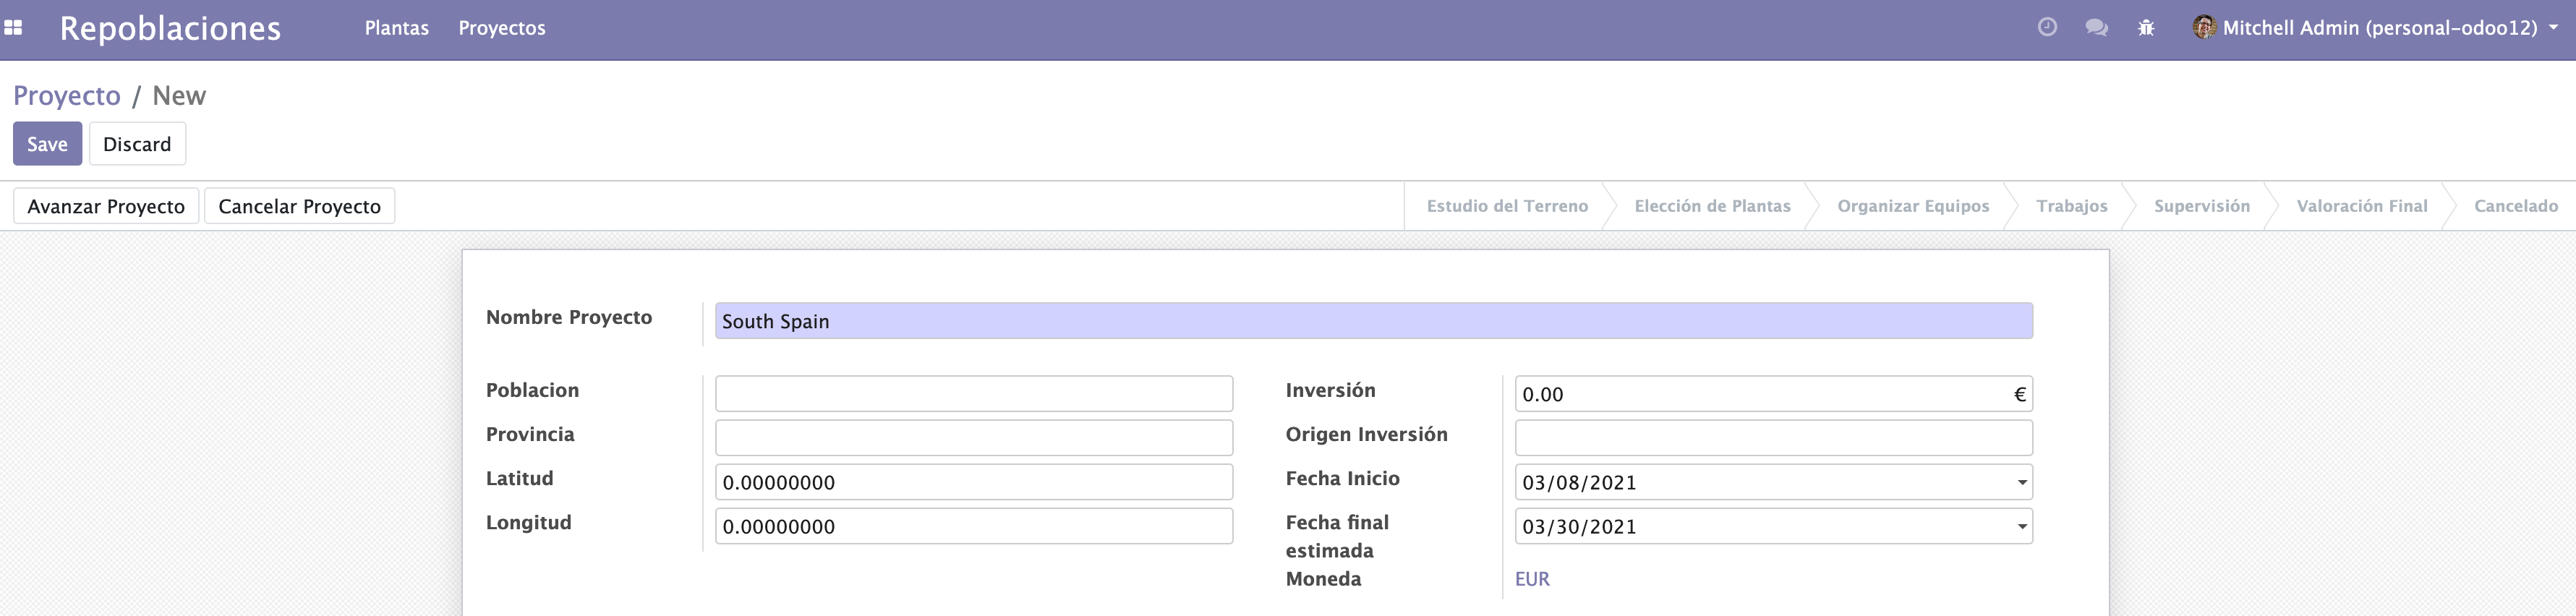 Repoblaciones Plantas Proyectos Mitchell Admin (personal-odoo12)
Proyecto / New
Save Discard
Avanzar Proyecto Cancelar Proyecto Estudio del Terreno Elección de Plantas Organizar Equipos Trabajos Supervisión Valoración Final Cancelado
Nombre Proyecto South Spain
Poblacion
Provincia
Latitud 0.00000000
Longitud 0.00000000
Inversión 0.00 €
Origen Inversión
Fecha Inicio 03/08/2021
Fecha final 03/30/2021
estimada
Moneda EUR